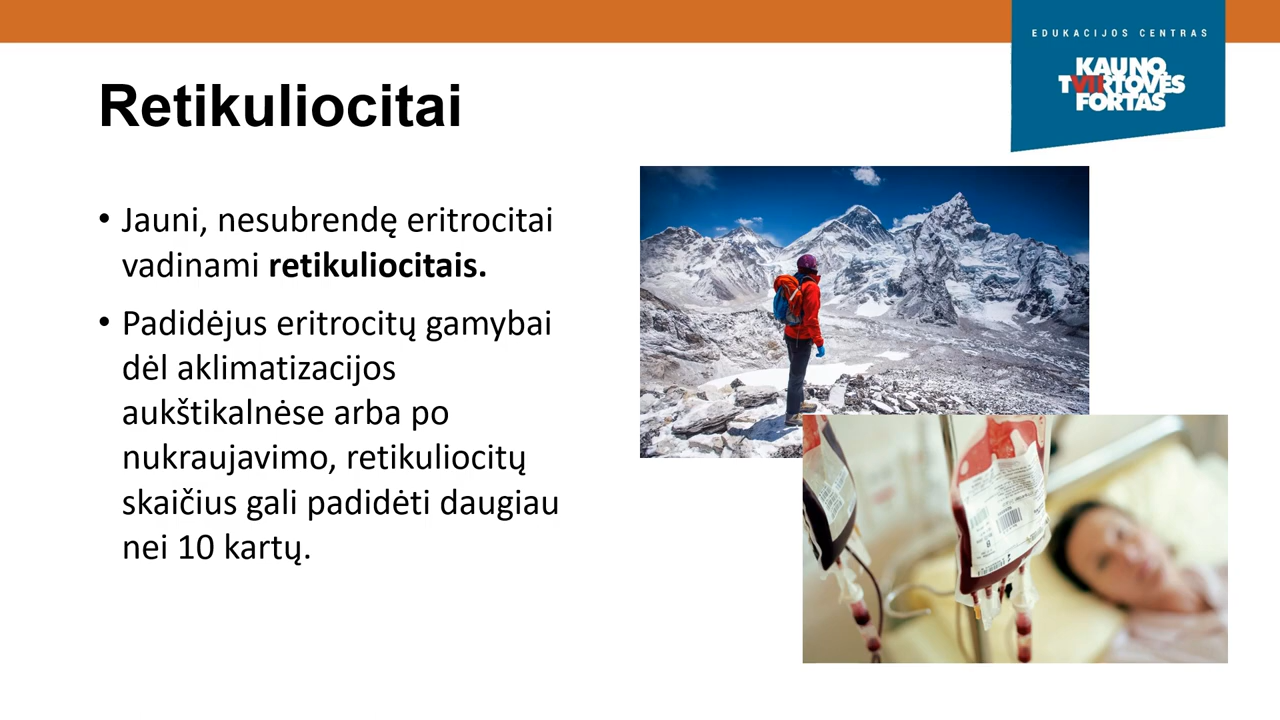 EDUKACIJOS CENTRAS
KAUNO
TVIIRTOVĖS
FORTAS
Retikuliocitai
• Jauni, nesubrendę eritrocitai
vadinami retikuliocitais.
• Padidėjus eritrocitų gamybai
dėl aklimatizacijos
aukštikalnėse arba po
nukraujavimo, retikuliocitų
skaičius gali padidėti daugiau
nei 10 kartų.